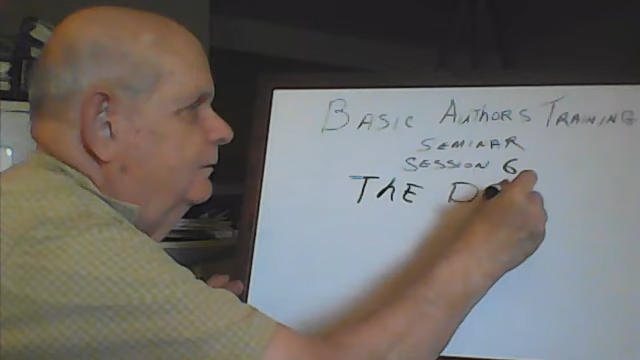 BASIC AUTHORS TRAINING
SEMINAR
SESSION 6
THE